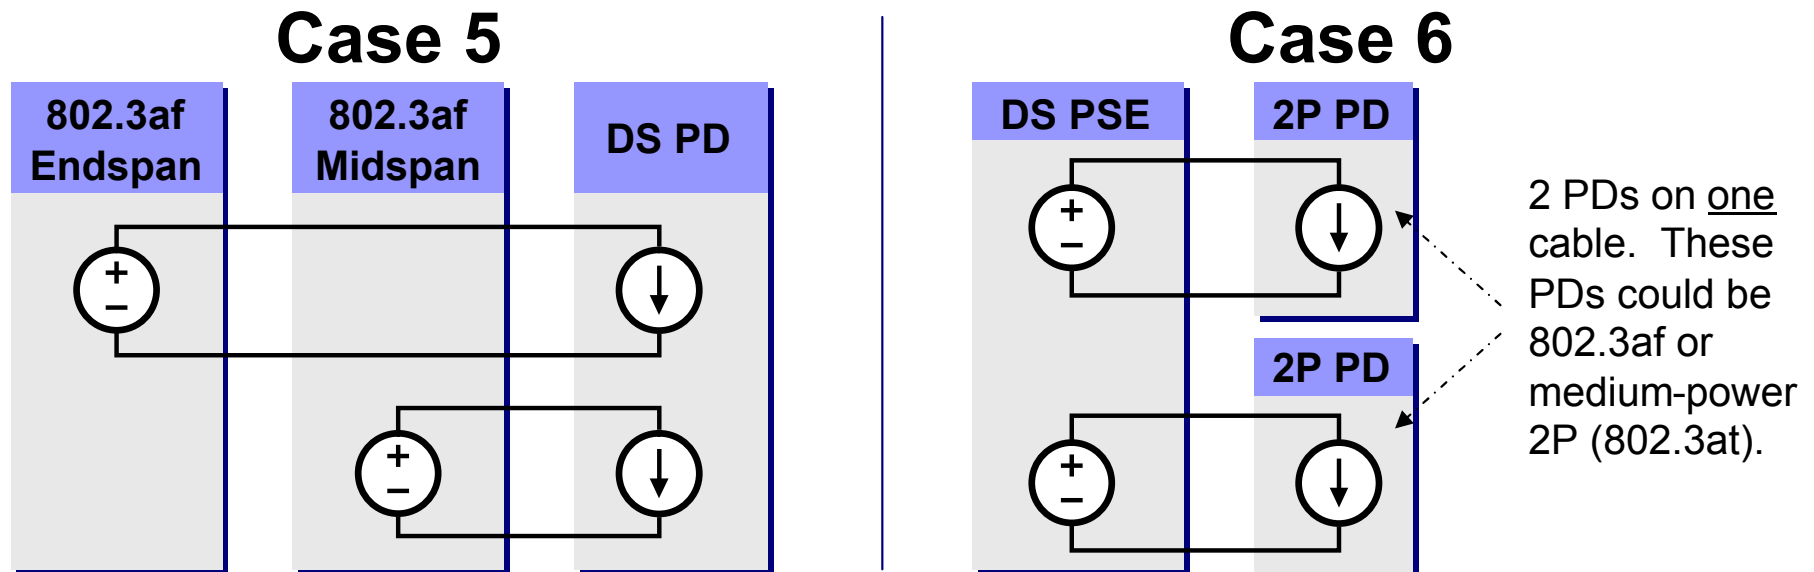 Case 5
802.3af
Endspan
802.3af
Midspan
DS PD
+
–
+
–
Case 6
DS PSE
2P PD
+
–
2P PD
+
–
2 PDs on one
cable.  These
PDs could be
802.3af or
medium-power
2P (802.3at).